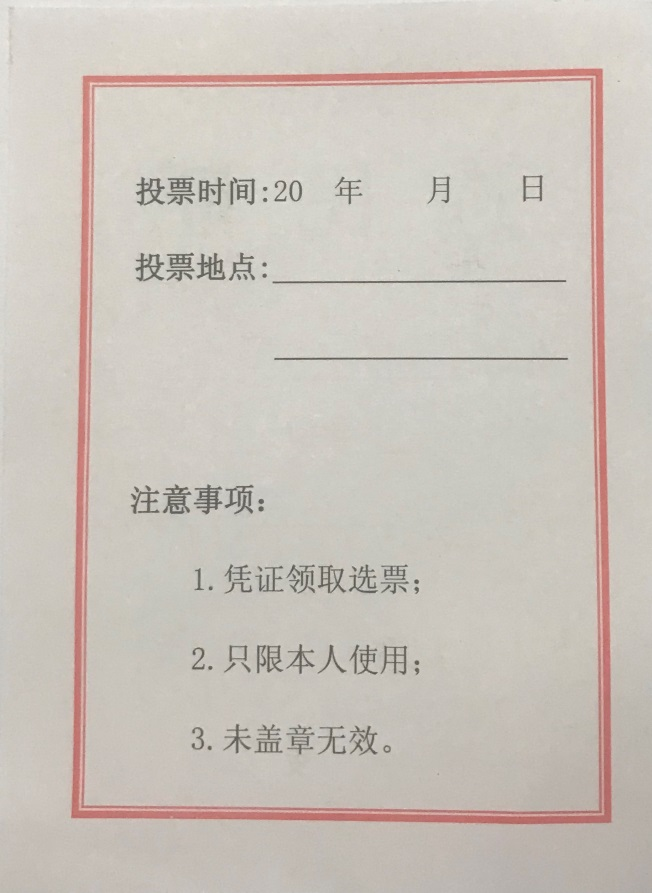 投票时间:20 年 月 日
投票地点:
注意事项:
1.凭证领取选票;
2.只限本人使用;
3.未盖章无效。